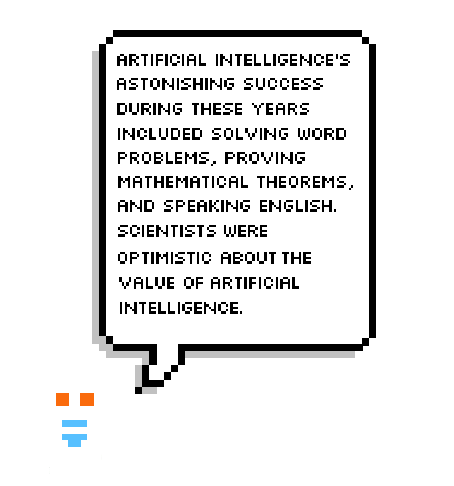 ARTIFICIAL INTELLIGENCE'S
ASTONISHING SUCCESS
DURING THESE YEARS
INCLUDED SOLVING WORD
PROBLEMS, PROVING
MATHEMATICAL THEOREMS,
AND SPEAKING ENGLISH.
SCIENTISTS WERE
OPTIMISTIC ABOUT THE
VALUE OF ARTIFICIAL
INTELLIGENCE.